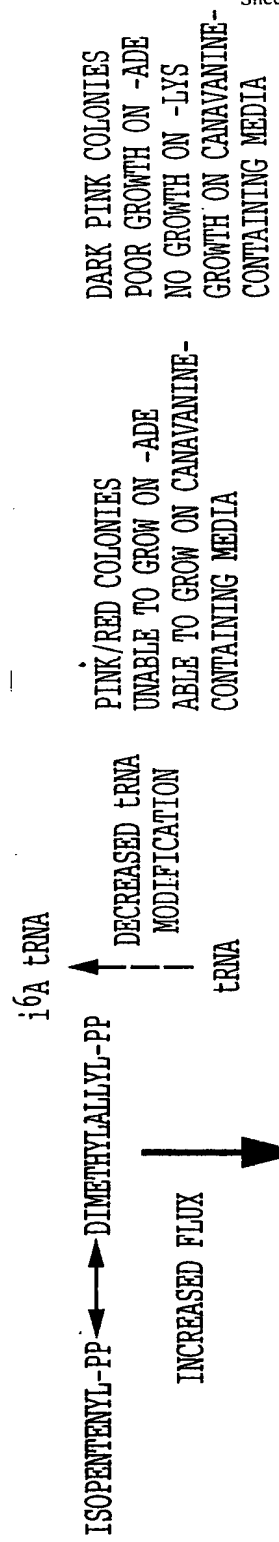 i6A tRNA
ISOPENTENYL-PP DIMETHYLALLYL-PP
DECREASED tRNA
MODIFICATION
tRNA
INCREASED FLUX
PINK/RED COLONIES
UNABLE TO GROW ON -ADE
ABLE TO GROW ON CANAVANINE-
CONTAINING MEDIA
DARK PINK COLONIES
POOR GROWTH ON -ADE
NO GROWTH ON -LYS
GROWTH ON CANAVANINE-
CONTAINING MEDIA